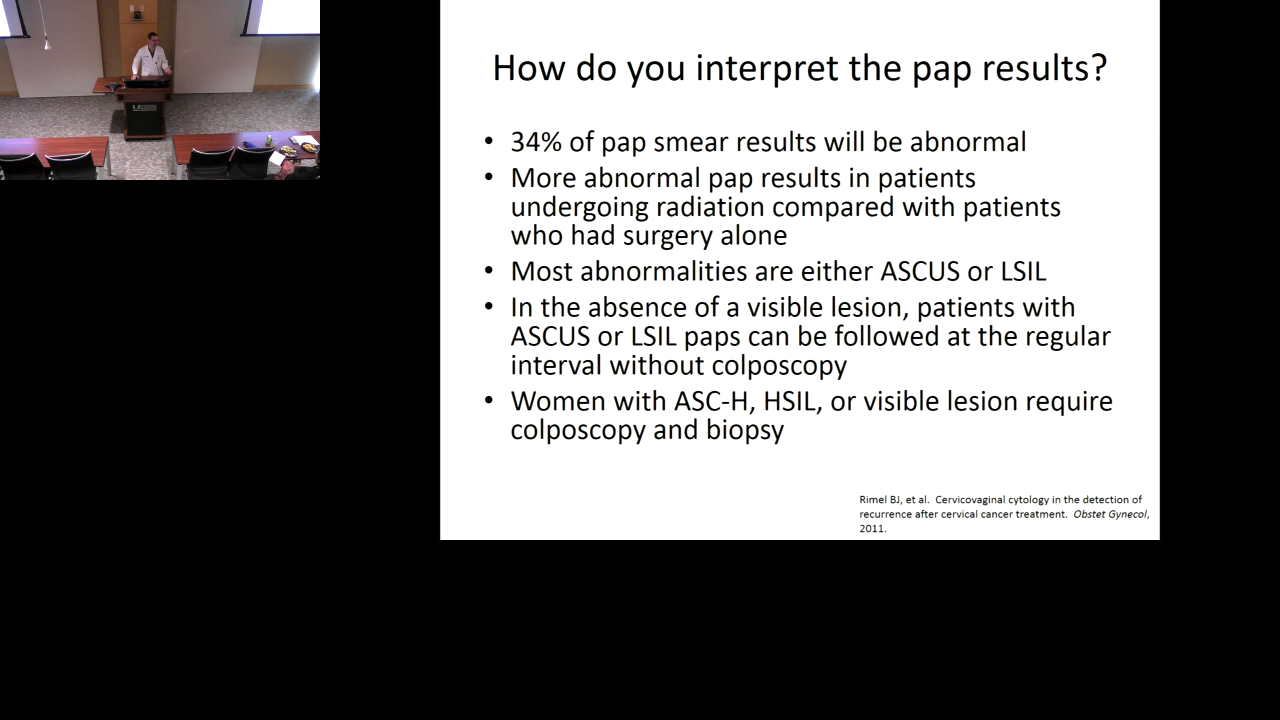 How do you interpret the pap results?
• 34% of pap smear results will be abnormal
• More abnormal pap results in patients
undergoing radiation compared with patients
who had surgery alone
• Most abnormalities are either ASCUS or LSIL
• In the absence of a visible lesion, patients with
ASCUS or LSIL paps can be followed at the regular
interval without colposcopy
• Women with ASC-H, HSIL, or visible lesion require
colposcopy and biopsy
Rimel BJ, et al.  Cervicovaginal cytology in the detection of
recurrence after cervical cancer treatment.  Obstet Gynecol,
2011.